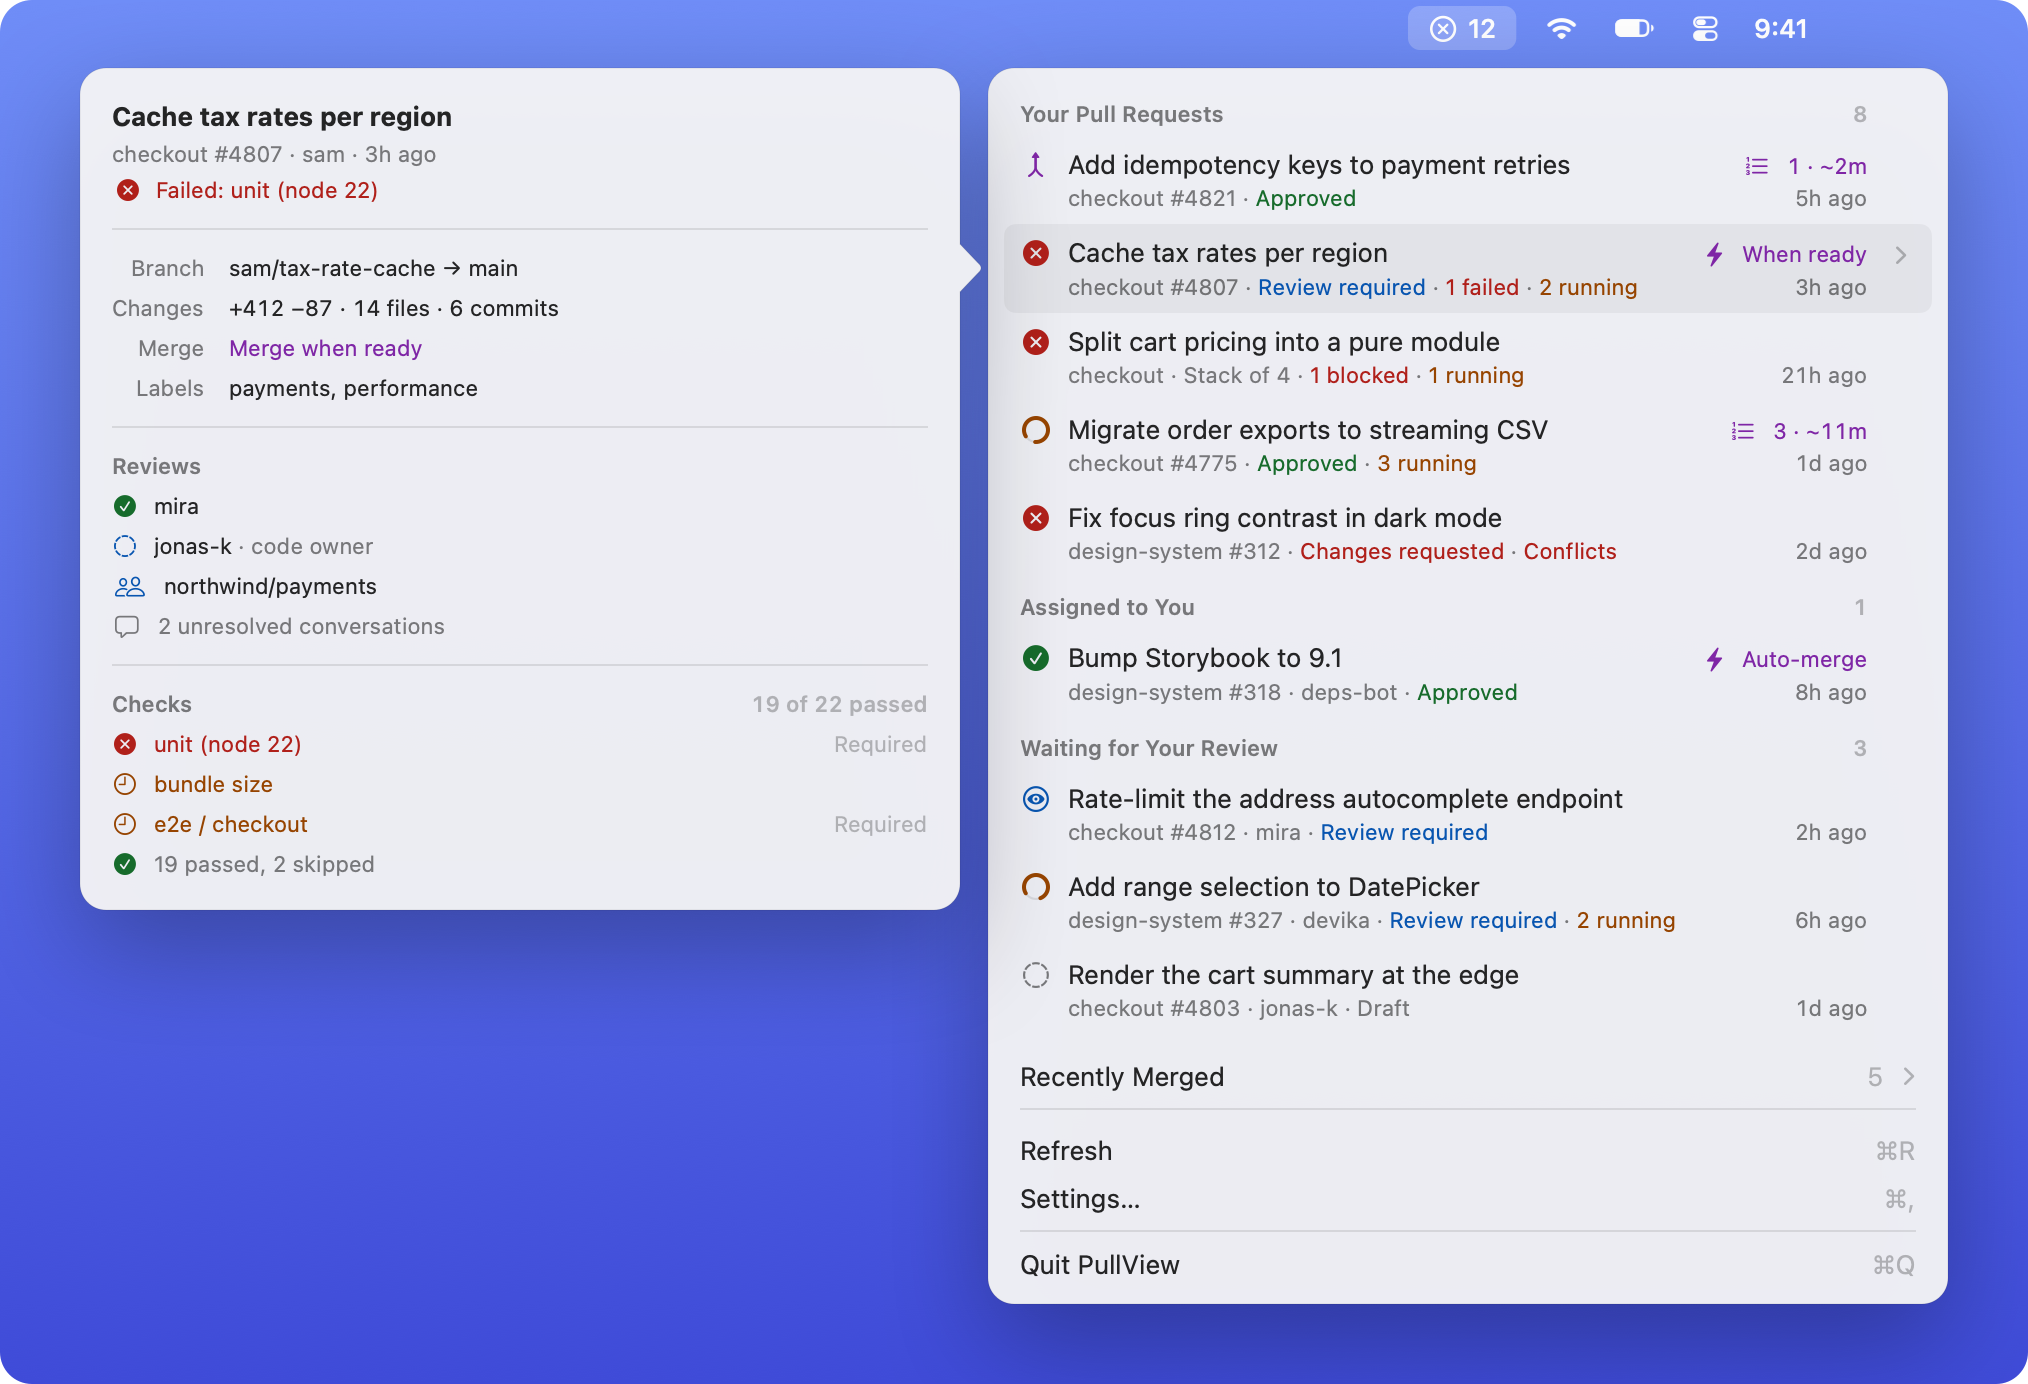 12 9:41
Cache tax rates per region
checkout #4807 · sam · 3h ago
Failed: unit (node 22)
Branch sam/tax-rate-cache → main
Changes +412 −87 · 14 files · 6 commits
Merge Merge when ready
Labels payments, performance
Reviews
mira
jonas-k · code owner
northwind/payments
2 unresolved conversations
Checks 19 of 22 passed
unit (node 22) Required
bundle size
e2e / checkout Required
19 passed, 2 skipped
Your Pull Requests 8
Add idempotency keys to payment retries 1 · ~2m
checkout #4821 · Approved 5h ago
Cache tax rates per region When ready
checkout #4807 · Review required · 1 failed · 2 running 3h ago
Split cart pricing into a pure module
checkout · Stack of 4 · 1 blocked · 1 running 21h ago
Migrate order exports to streaming CSV 3 · ~11m
checkout #4775 · Approved · 3 running 1d ago
Fix focus ring contrast in dark mode
design-system #312 · Changes requested · Conflicts 2d ago
Assigned to You 1
Bump Storybook to 9.1 Auto-merge
design-system #318 · deps-bot · Approved 8h ago
Waiting for Your Review 3
Rate-limit the address autocomplete endpoint
checkout #4812 · mira · Review required 2h ago
Add range selection to DatePicker
design-system #327 · devika · Review required · 2 running 6h ago
Render the cart summary at the edge
checkout #4803 · jonas-k · Draft 1d ago
Recently Merged 5
Refresh ⌘R
Settings... ⌘,
Quit PullView ⌘Q